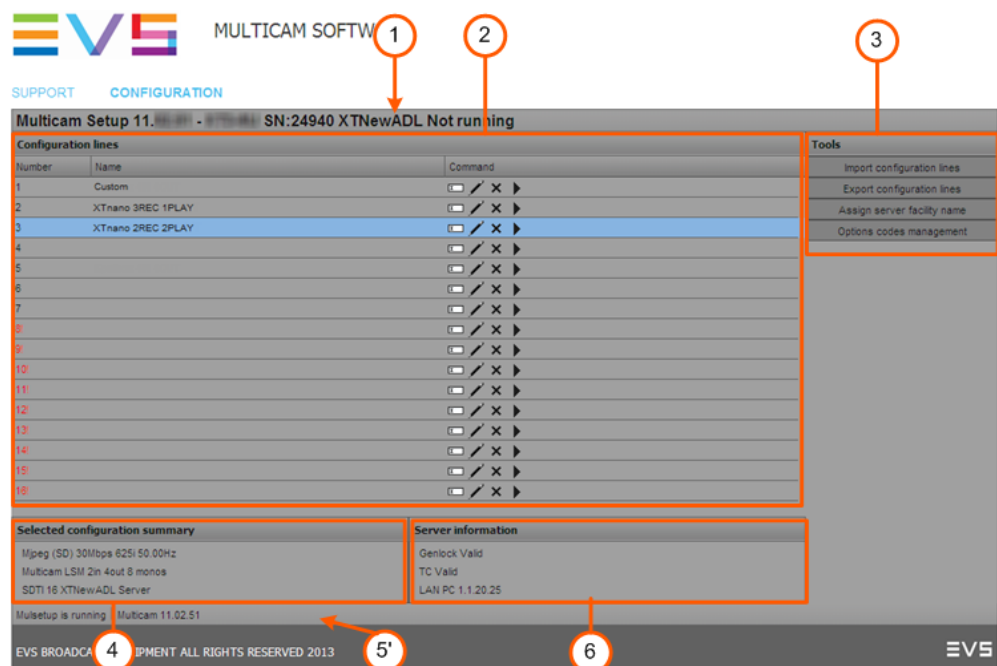 EVS
MULTICAM SOFTW
1
2
3
SUPPORT CONFIGURATION
Multicam Setup 11. - SN:24940 XTNewADL Not running
Configuration lines
Number Name Command
1 Custom
2 XTnano 3REC 1PLAY
3 XTnano 2REC 2PLAY
4
5
6
7
8!
9!
10!
11!
12!
13!
14!
15!
16!
Tools
Import configuration lines
Export configuration lines
Assign server facility name
Options codes management
Selected configuration summary
Mjpeg (SD) 30Mbps 625i 50.00Hz
Multicam LSM 2in 4out 8 monos
SDTI 16 XTNewADL Server
Server information
Genlock Valid
TC Valid
LAN PC 1.1.20.25
Mulsetup is running Multicam 11.02.51
4
5'
6
EVS BROADCA IPMENT ALL RIGHTS RESERVED 2013
EVS